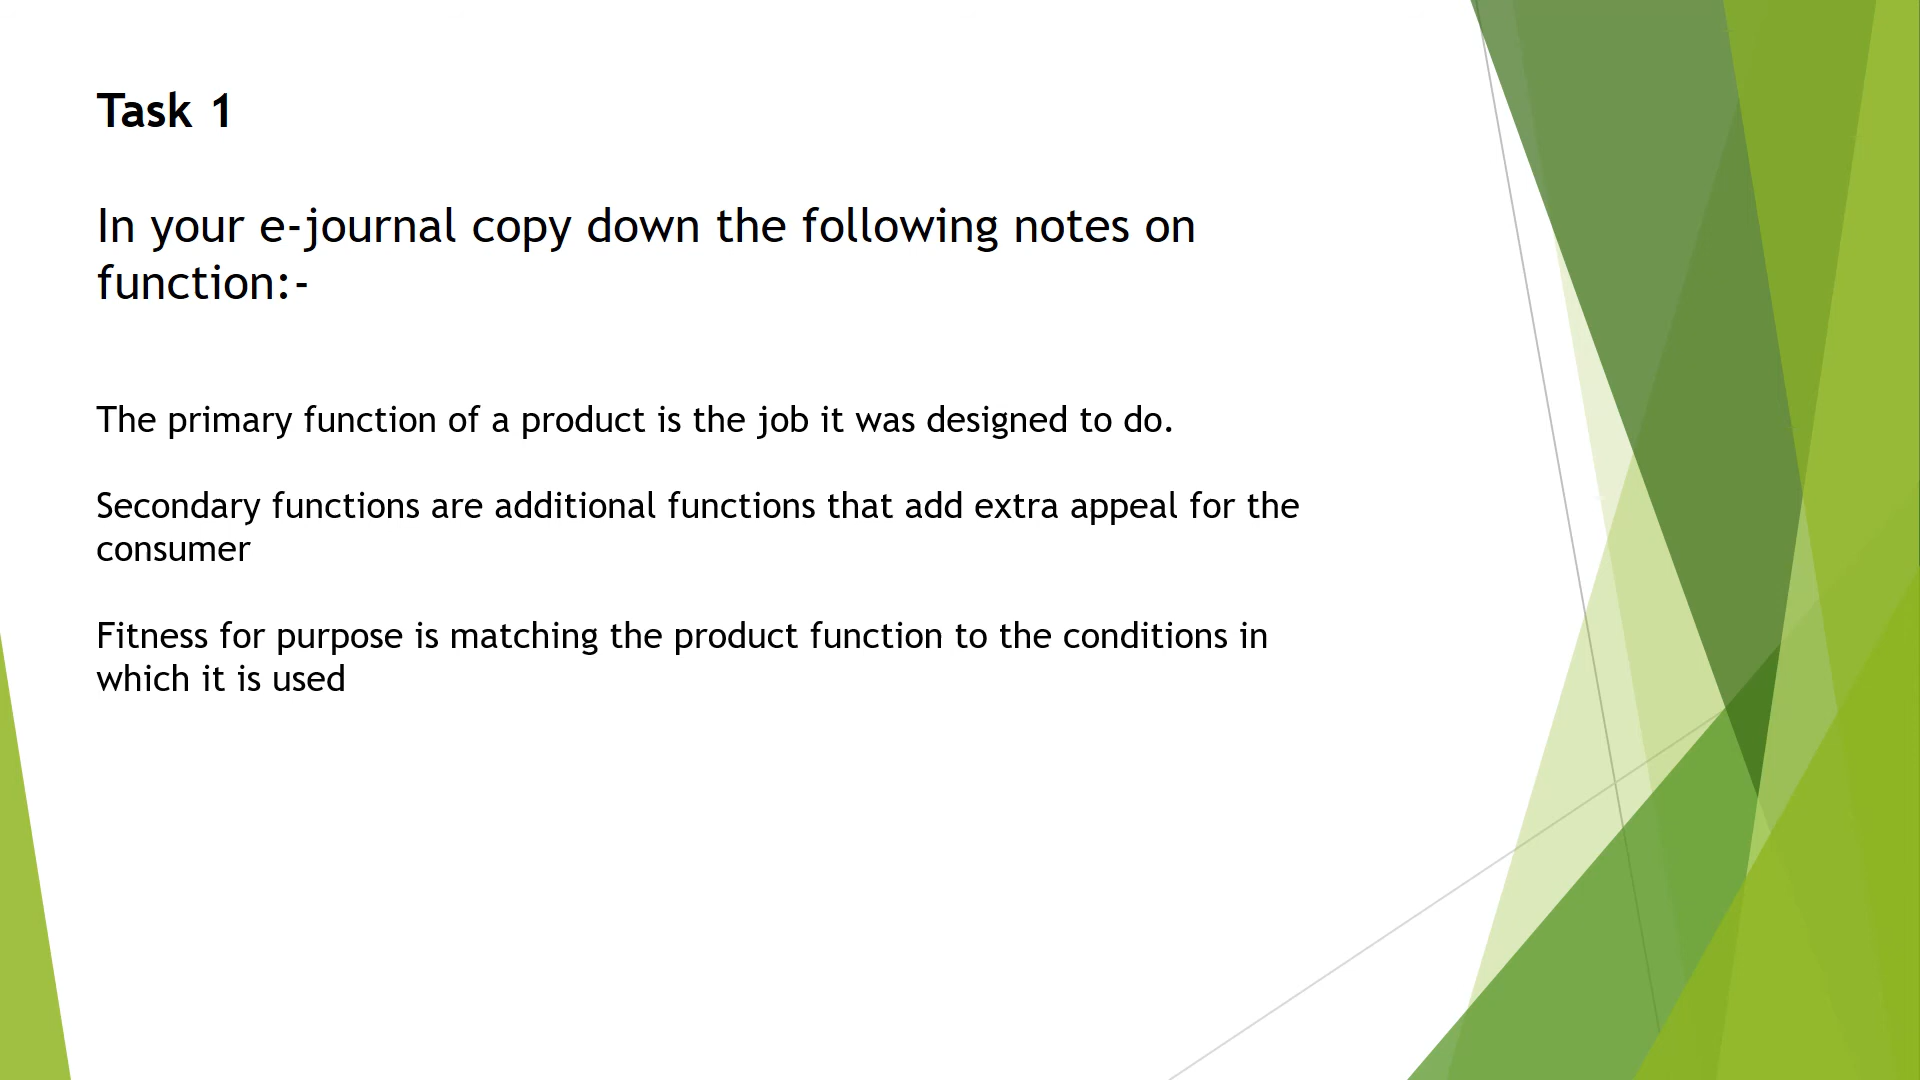 Task 1
In your e-journal copy down the following notes on
function:-
The primary function of a product is the job it was designed to do.
Secondary functions are additional functions that add extra appeal for the
consumer
Fitness for purpose is matching the product function to the conditions in
which it is used